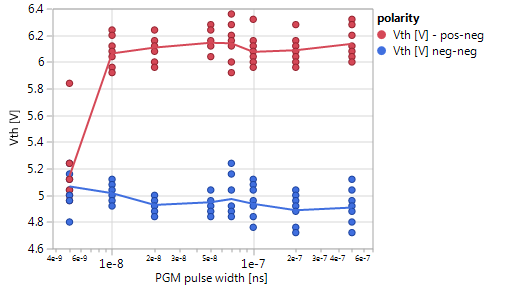 polarity
Vth [V] - pos-neg
Vth [V] neg-neg
Vth [V]
6.4
6.2
6
5.8
5.6
5.4
5.2
5
4.8
4.6
4e-9 6e-9 1e-8 2e-8 3e-8 5e-8 1e-7 2e-7 3e-7 4e-7 6e-7
PGM pulse width [ns]